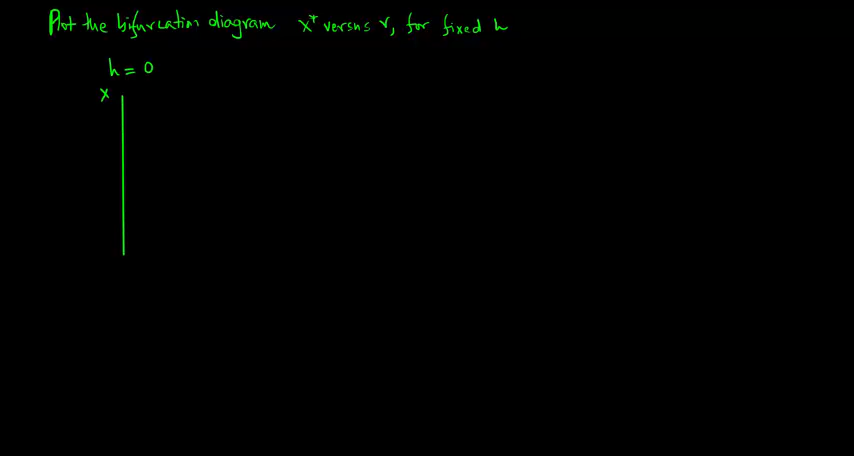 Plot the bifurcation diagram x* versus r, for fixed h
h = 0
x